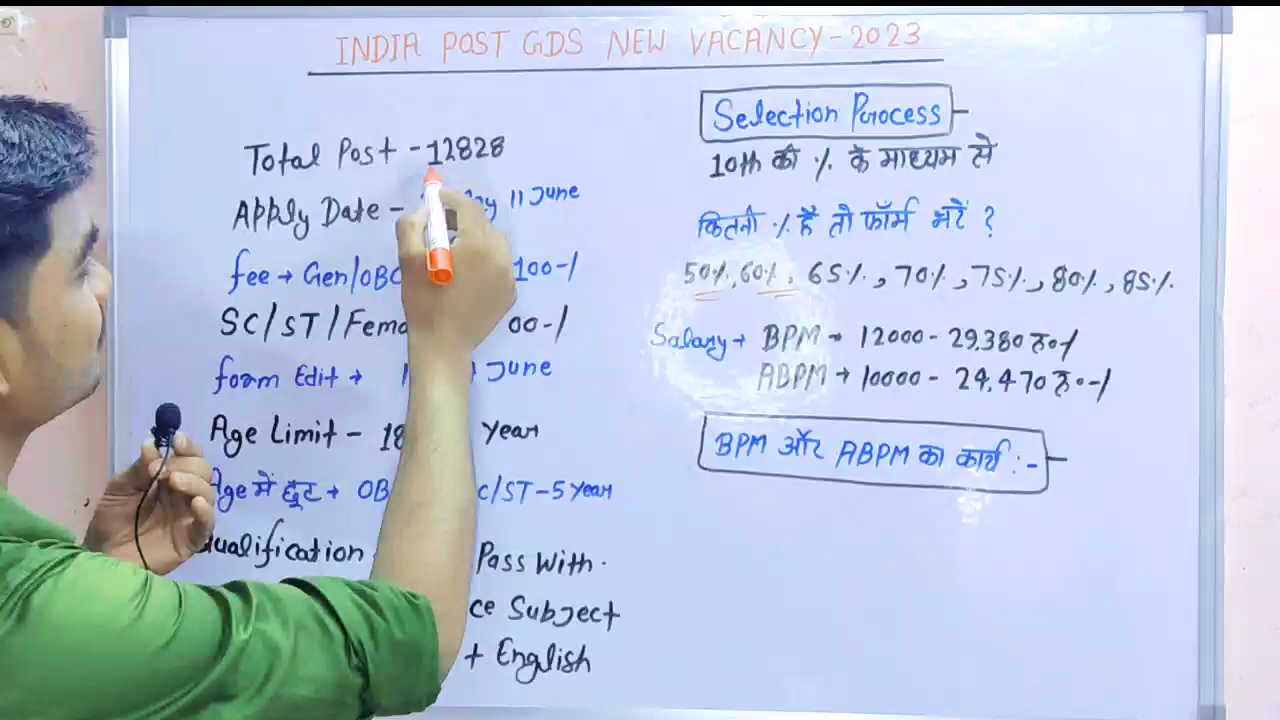 INDIA POST GDS NEW VACANCY-2023
Total Post - 12828
Apply Date - 11 June
fee → Gen/OBC 100-/
SC/ST/
form Edit → June
Age Limit - 18 Year
Age में छूट → OB C/ST-5 Year
Qualification Pass With.
Subject
+ English
Selection Process
10th की % के माध्यम से
कितनी % है तो फॉर्म भरें ?
50%, 60%, 65%, 70%, 75%, 80%, 85%.
Salary → BPM → 12000 - 29,380 रु०/
ABPM → 10000 - 24,470 रु०-/
BPM और ABPM का कार्य :-